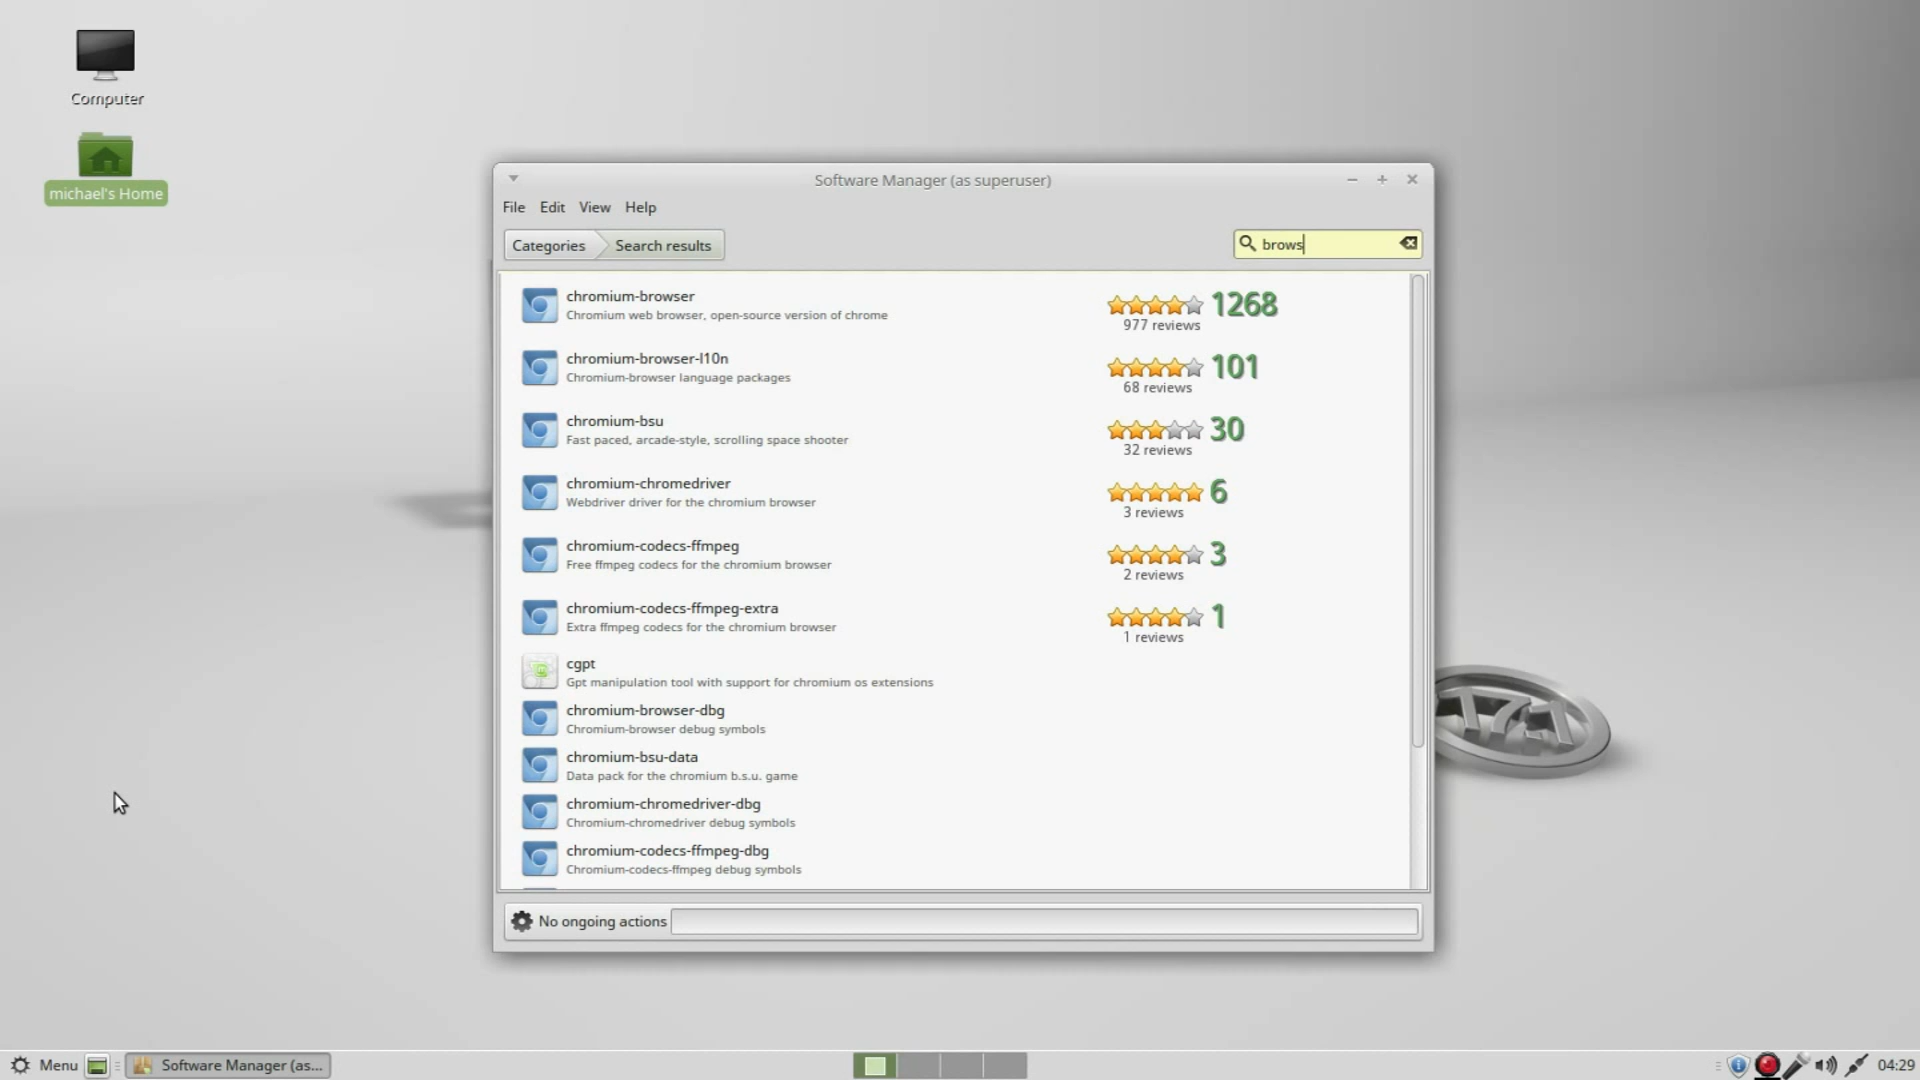 Computer
michael's Home
Software Manager (as superuser)
File Edit View Help
Categories Search results
brows
chromium-browser
Chromium web browser, open-source version of chrome
1268
977 reviews
chromium-browser-l10n
Chromium-browser language packages
101
68 reviews
chromium-bsu
Fast paced, arcade-style, scrolling space shooter
30
32 reviews
chromium-chromedriver
Webdriver driver for the chromium browser
6
3 reviews
chromium-codecs-ffmpeg
Free ffmpeg codecs for the chromium browser
3
2 reviews
chromium-codecs-ffmpeg-extra
Extra ffmpeg codecs for the chromium browser
1
1 reviews
cgpt
Gpt manipulation tool with support for chromium os extensions
chromium-browser-dbg
Chromium-browser debug symbols
chromium-bsu-data
Data pack for the chromium b.s.u. game
chromium-chromedriver-dbg
Chromium-chromedriver debug symbols
chromium-codecs-ffmpeg-dbg
Chromium-codecs-ffmpeg debug symbols
17.1
No ongoing actions
Menu
Software Manager (as...
04:29